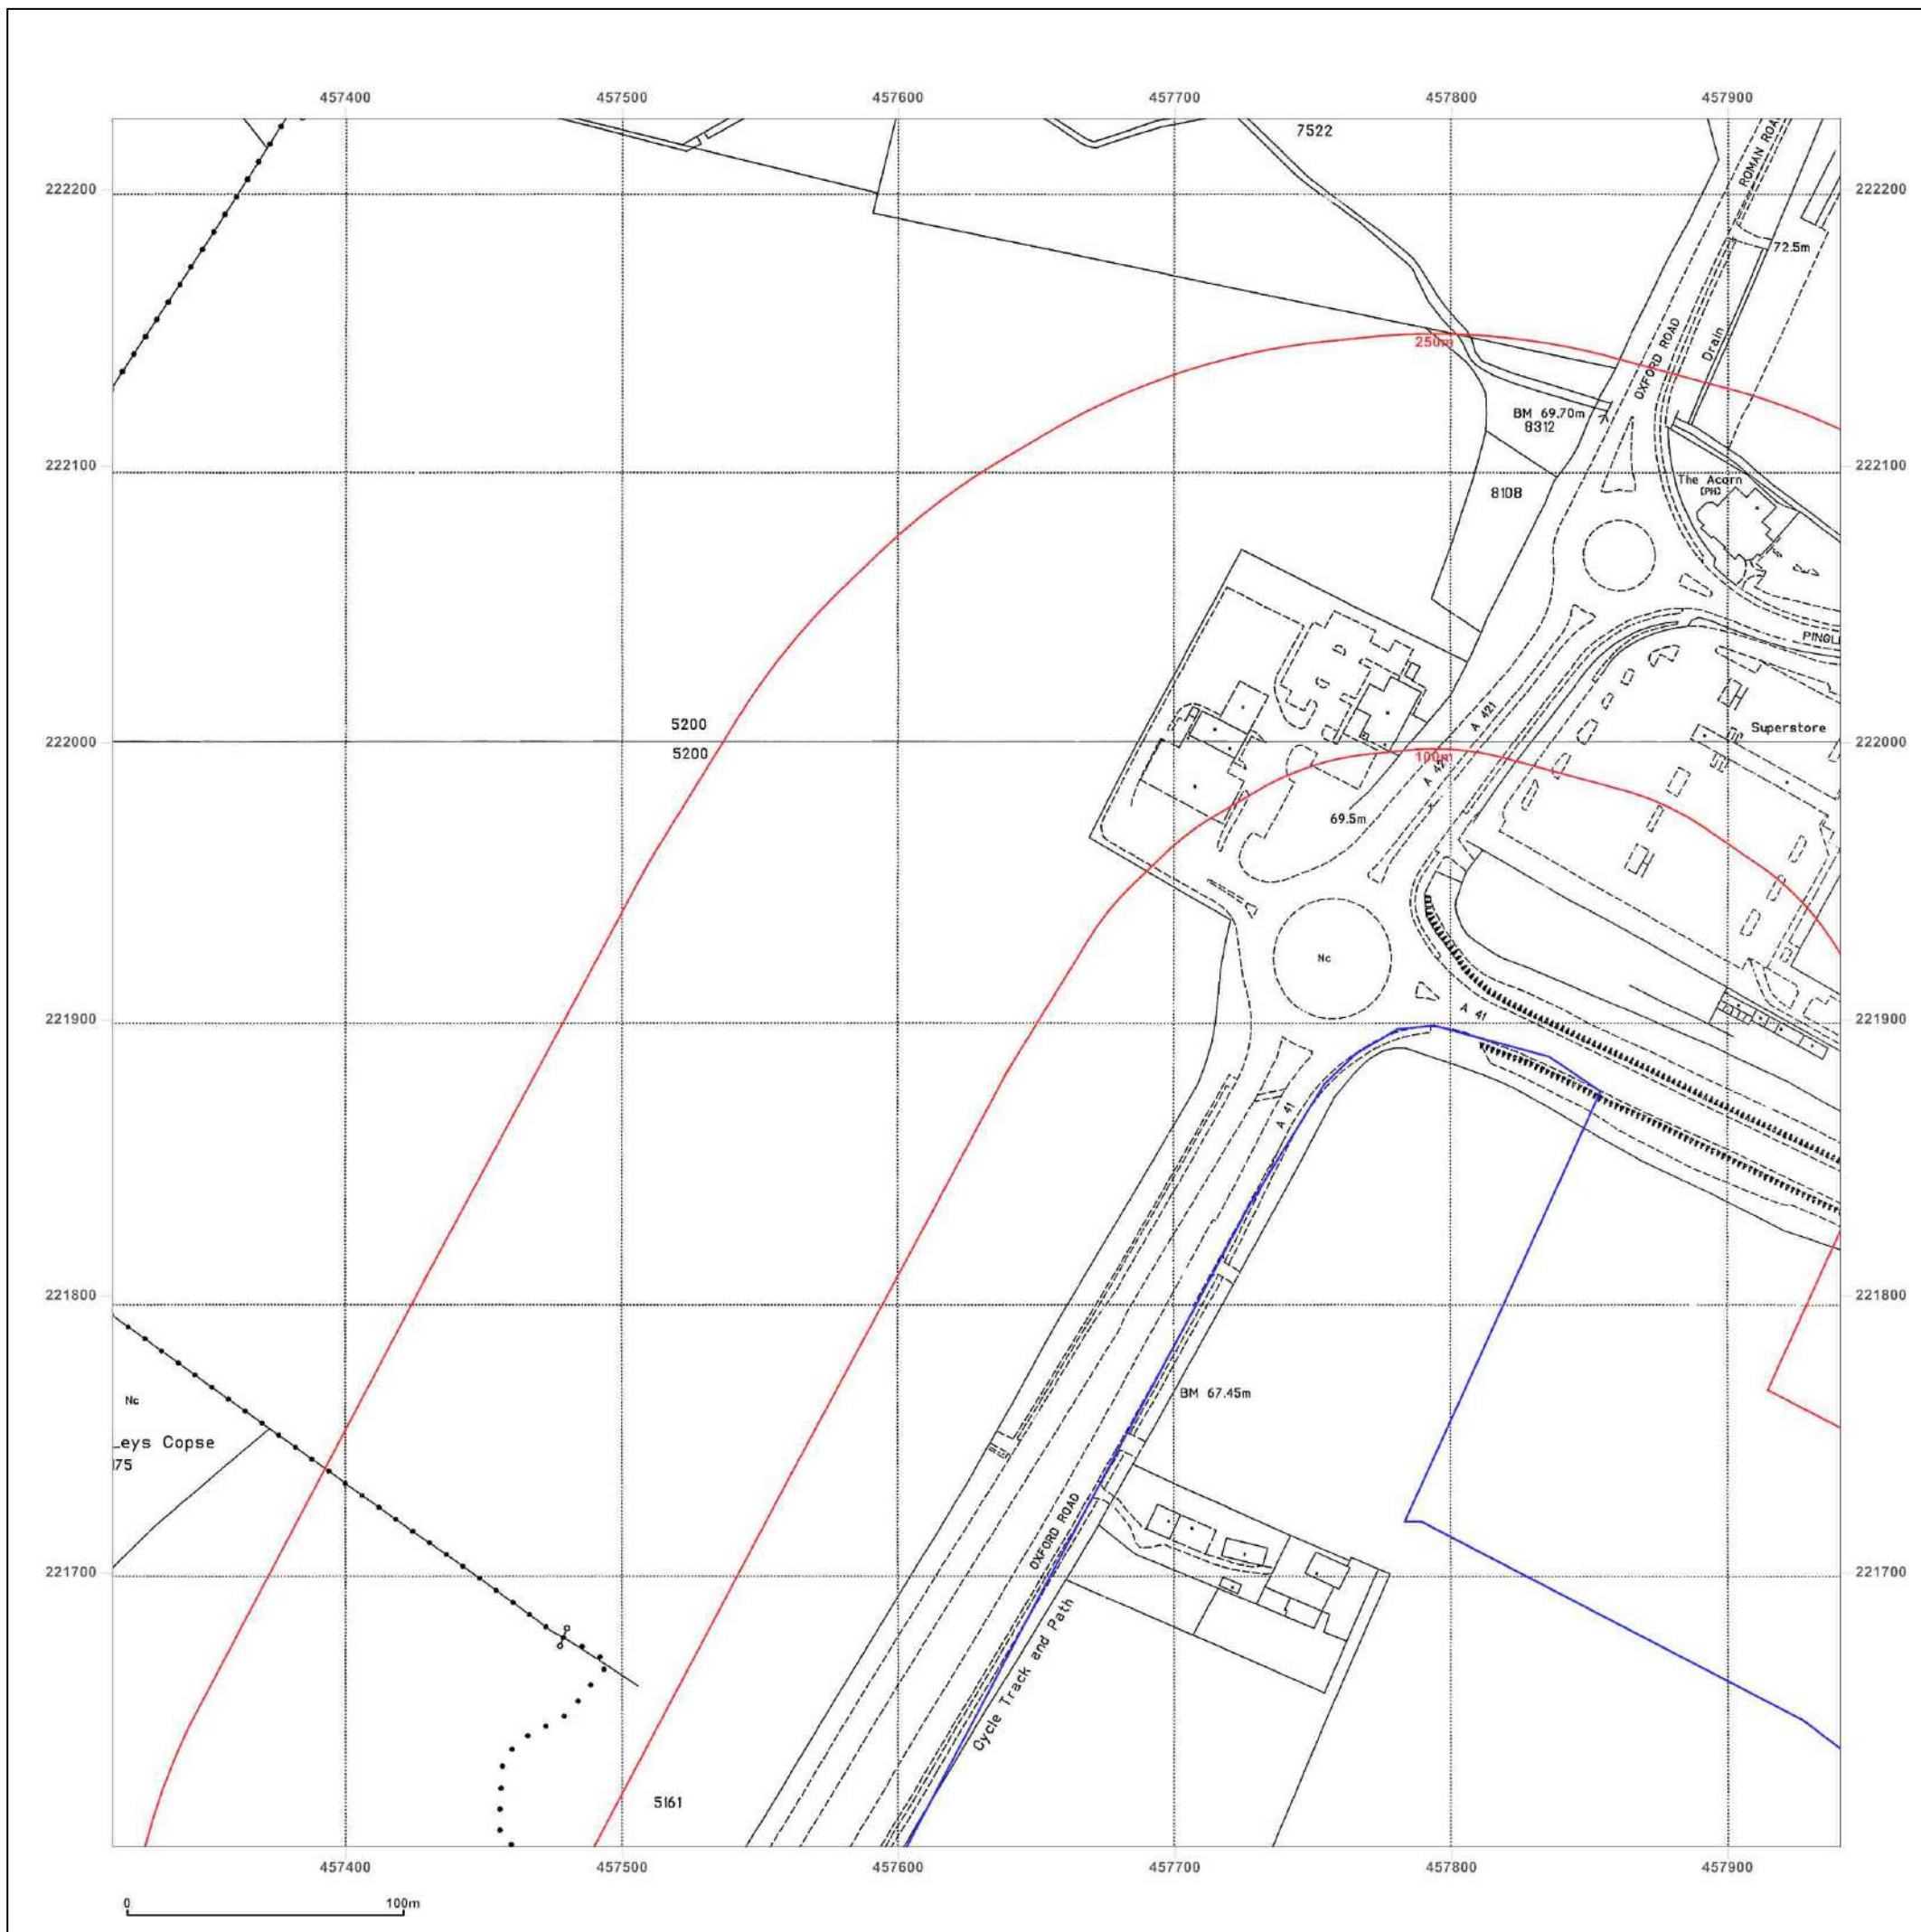 457400
457500
457600
457700
457800
457900
7522
ROMAN ROA
222200
222200
72.5m
OXFORD ROAD
Drain
250m
BM 69.70m
8312
222100
222100
The Acorn
(PH)
8108
PINGL
A 421
5200
Superstore
222000
222000
5200
100m
A 421
69.5m
Nc
A 41
221900
221900
A 41
221800
221800
BM 67.45m
Nc
Leys Copse
175
OXFORD ROAD
221700
221700
Cycle Track and Path
5161
457400
457500
457600
457700
457800
457900
0
100m